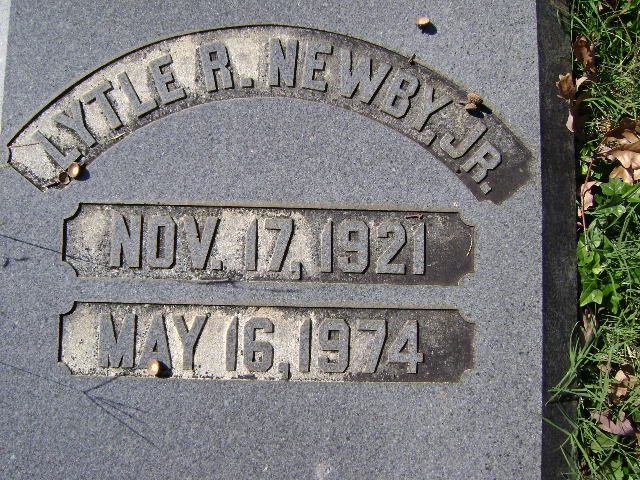 LYTLE R. NEWBY, JR.
NOV. 17, 1921
MAY 16, 1974